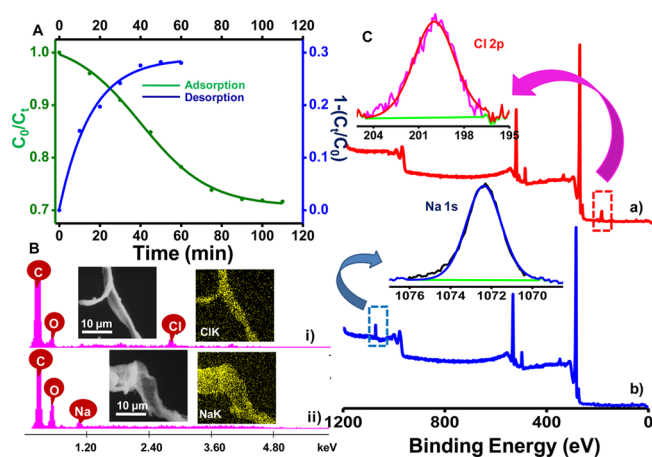 A
1.0
0.9
0.8
0.7
C₀/Cₜ
0 20 40 60 80 100 120
0.3
0.2
0.1
0.0
1-(Cₜ/C₀)
Adsorption
Desorption
0 20 40 60 80 100 120
Time (min)
B
C
O
Cl
10 µm
ClK
i)
C
O
Na
10 µm
NaK
ii)
1.20 2.40 3.60 4.80 keV
C
Cl 2p
204 201 198 195
a)
Na 1s
1076 1074 1072 1070
b)
1200 800 400 0
Binding Energy (eV)